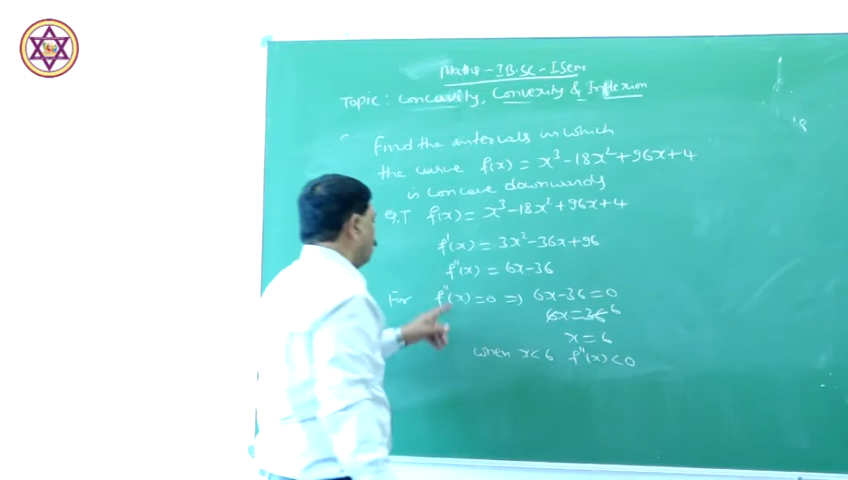 Maths - I B.Sc - I Sem
Topic: Concavity, Convexity & Inflexion
Find the intervals in which
the curve f(x) = x³-18x²+96x+4
is concave downwards
G.T f(x) = x³-18x²+96x+4
f'(x) = 3x²-36x+96
f''(x) = 6x-36
For f''(x)=0 => 6x-36=0
6x=36 6
x=6
when x<6 f''(x)<0